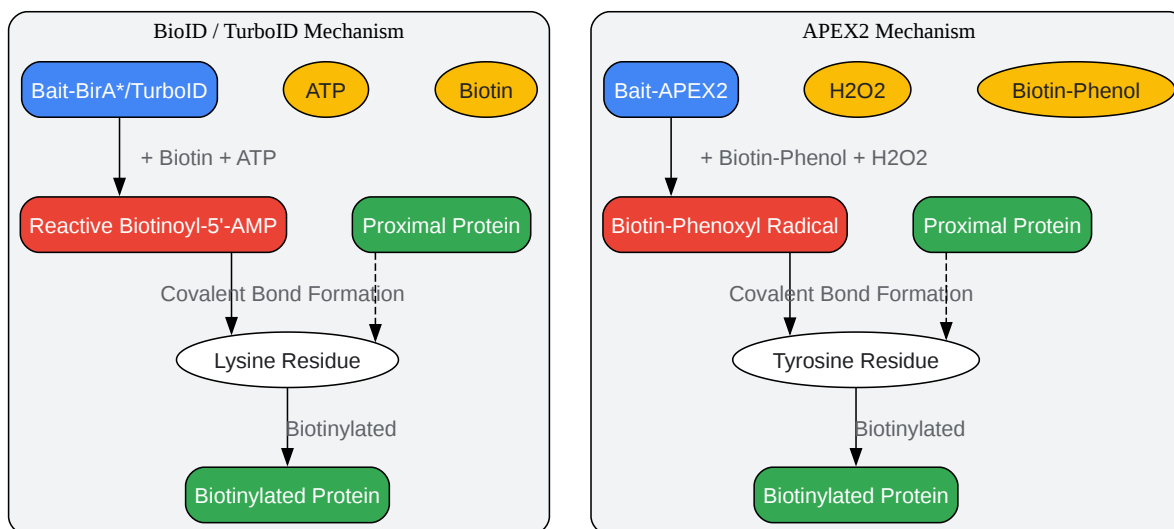 BioID / TurboID Mechanism
Bait-BirA*/TurboID
ATP
Biotin
+ Biotin + ATP
Reactive Biotinoyl-5'-AMP
Proximal Protein
Covalent Bond Formation
Lysine Residue
Biotinylated
Biotinylated Protein
APEX2 Mechanism
Bait-APEX2
H2O2
Biotin-Phenol
+ Biotin-Phenol + H2O2
Biotin-Phenoxyl Radical
Proximal Protein
Covalent Bond Formation
Tyrosine Residue
Biotinylated
Biotinylated Protein